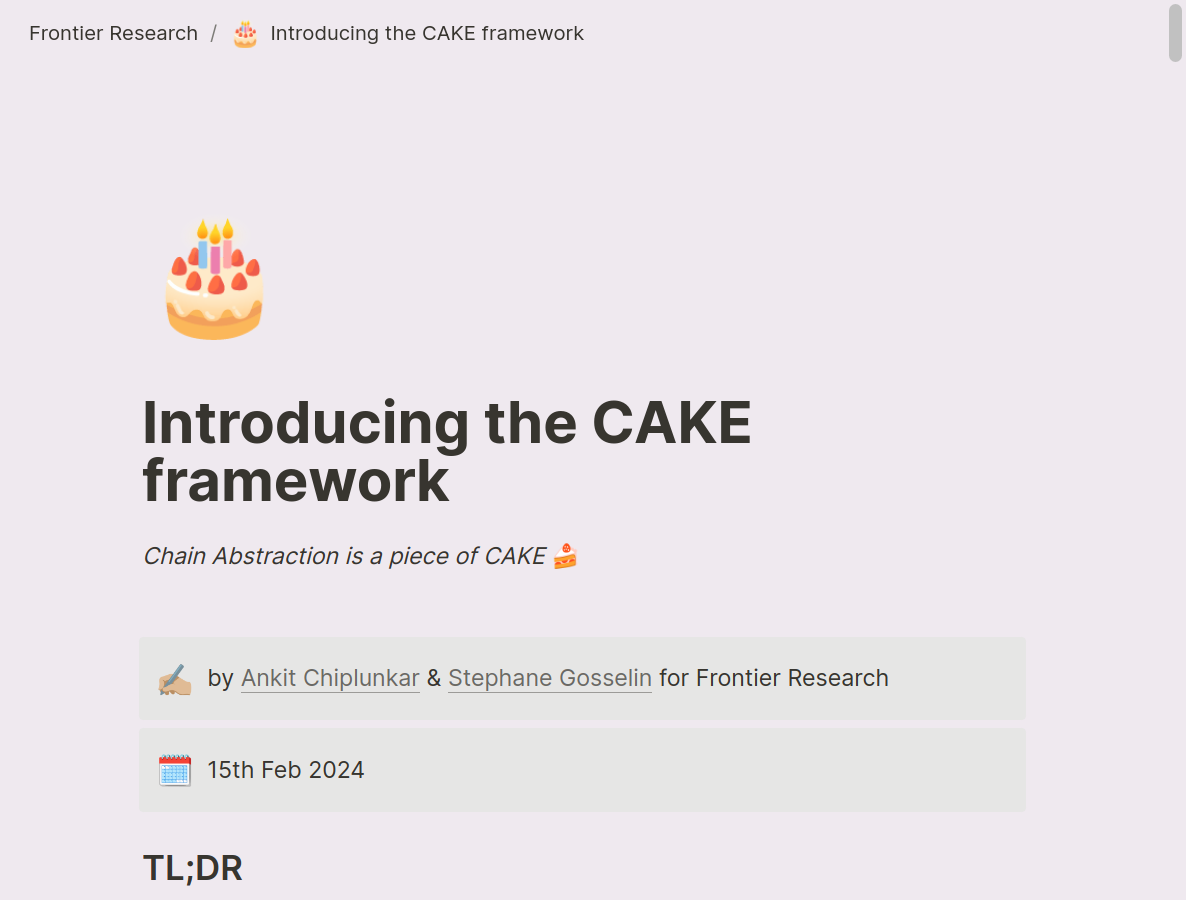 Frontier Research / Introducing the CAKE framework
Introducing the CAKE
framework
Chain Abstraction is a piece of CAKE
by Ankit Chiplunkar & Stephane Gosselin for Frontier Research
15th Feb 2024
TL;DR